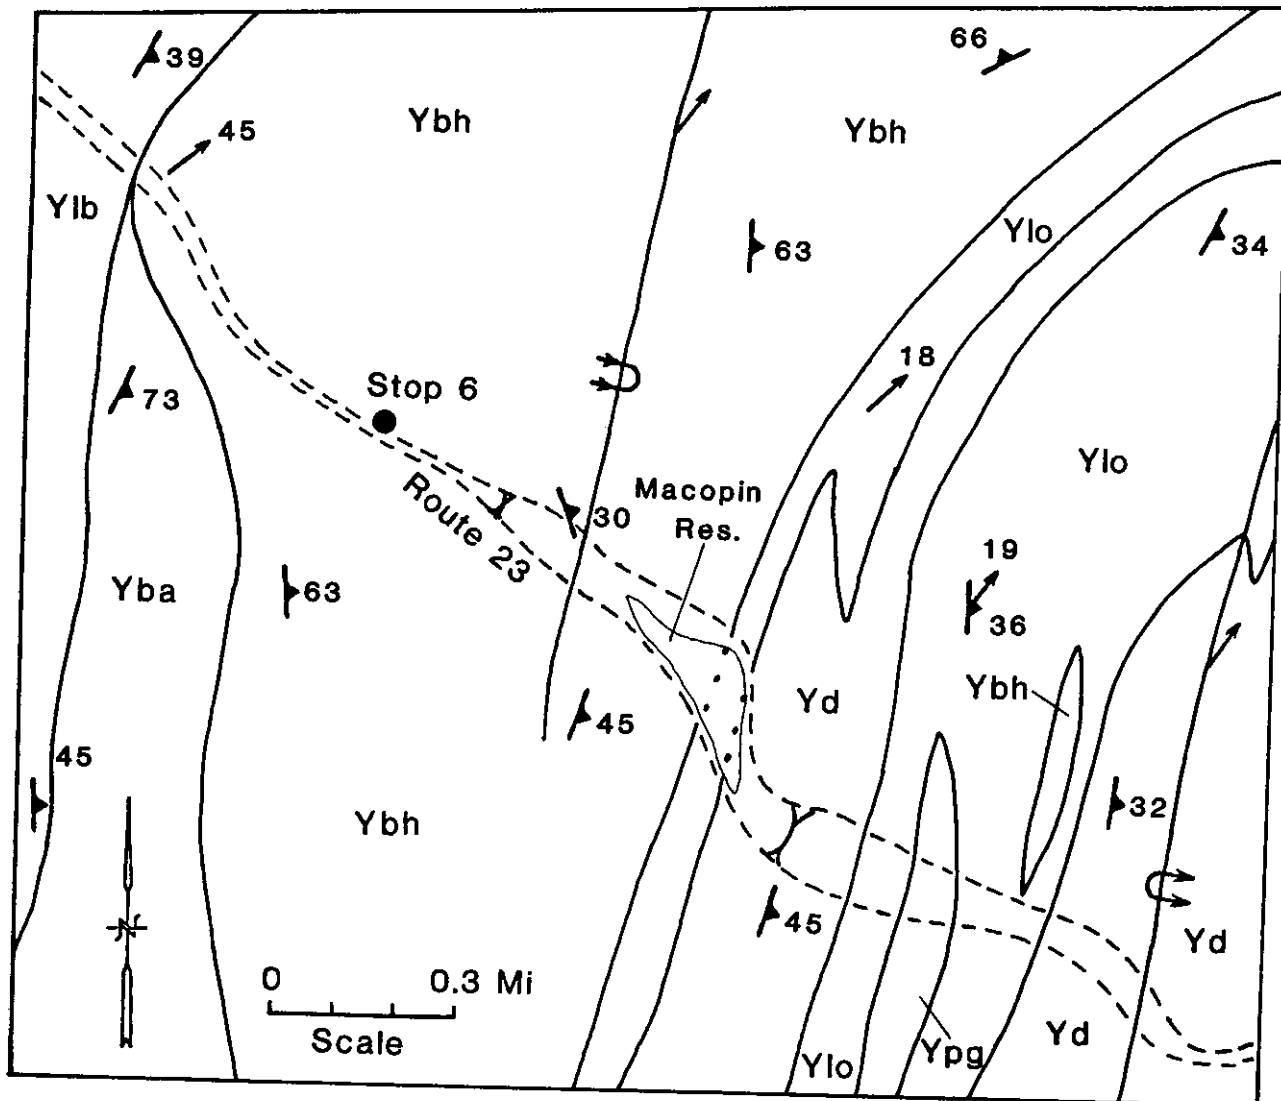 66
39
45
Ybh
Ybh
Ylb
Ylo
63
34
18
73
Stop 6
Ylo
Macopin
Res.
Route 23
30
19
Yba
63
36
Ybh
Yd
45
45
32
Ybh
45
Yd
0 0.3 Mi
Scale
Ylo
Ypg
Yd
N